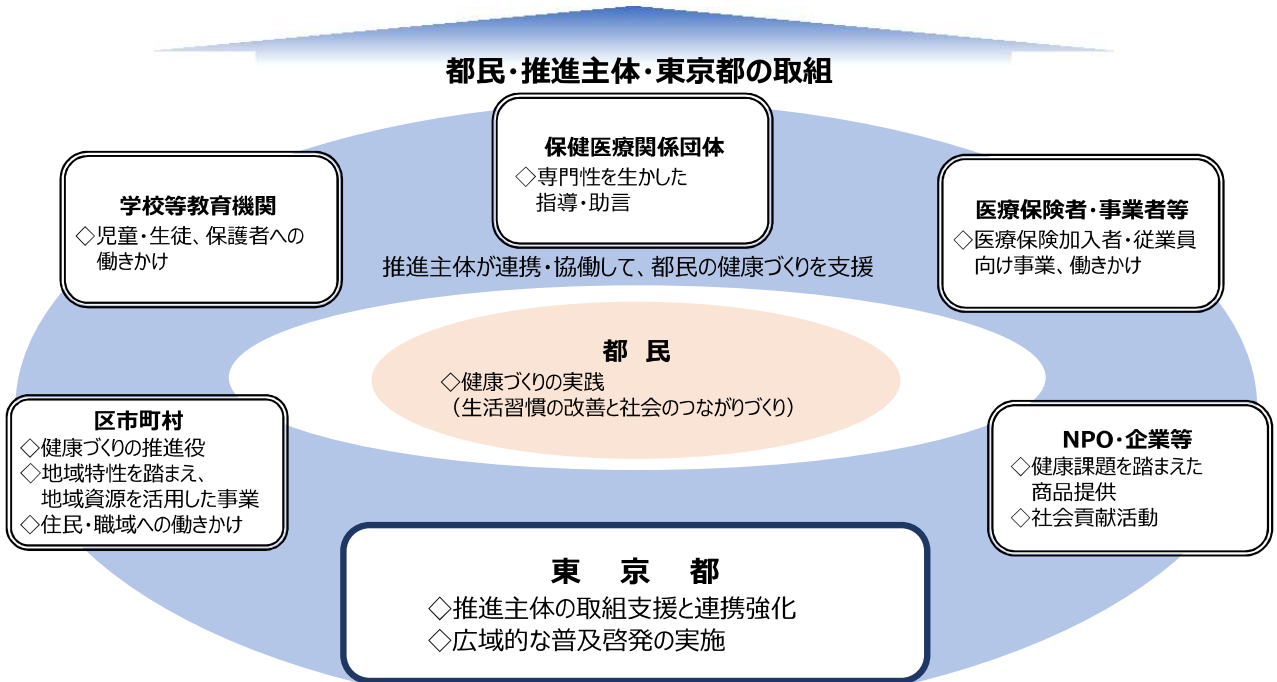 都民・推進主体・東京都の取組
保健医療関係団体
◇専門性を生かした
指導・助言
学校等教育機関
◇児童・生徒、保護者への
働きかけ
医療保険者・事業者等
◇医療保険加入者・従業員
向け事業、働きかけ
推進主体が連携・協働して、都民の健康づくりを支援
都 民
◇健康づくりの実践
（生活習慣の改善と社会のつながりづくり）
区市町村
◇健康づくりの推進役
◇地域特性を踏まえ、
地域資源を活用した事業
◇住民・職域への働きかけ
NPO・企業等
◇健康課題を踏まえた
商品提供
◇社会貢献活動
東 京 都
◇推進主体の取組支援と連携強化
◇広域的な普及啓発の実施